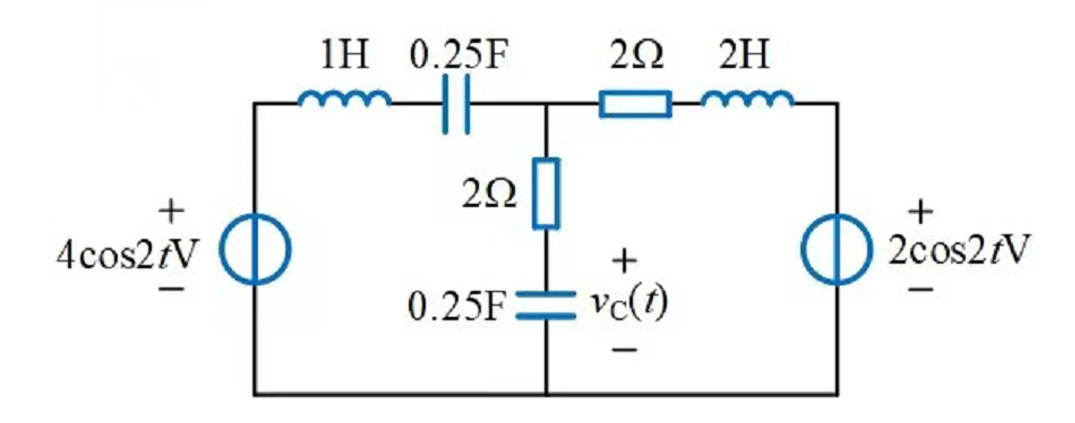 1H 0.25F 2Ω 2H
2Ω
+
4cos2tV
−
+
2cos2tV
−
0.25F
+
vC(t)
−